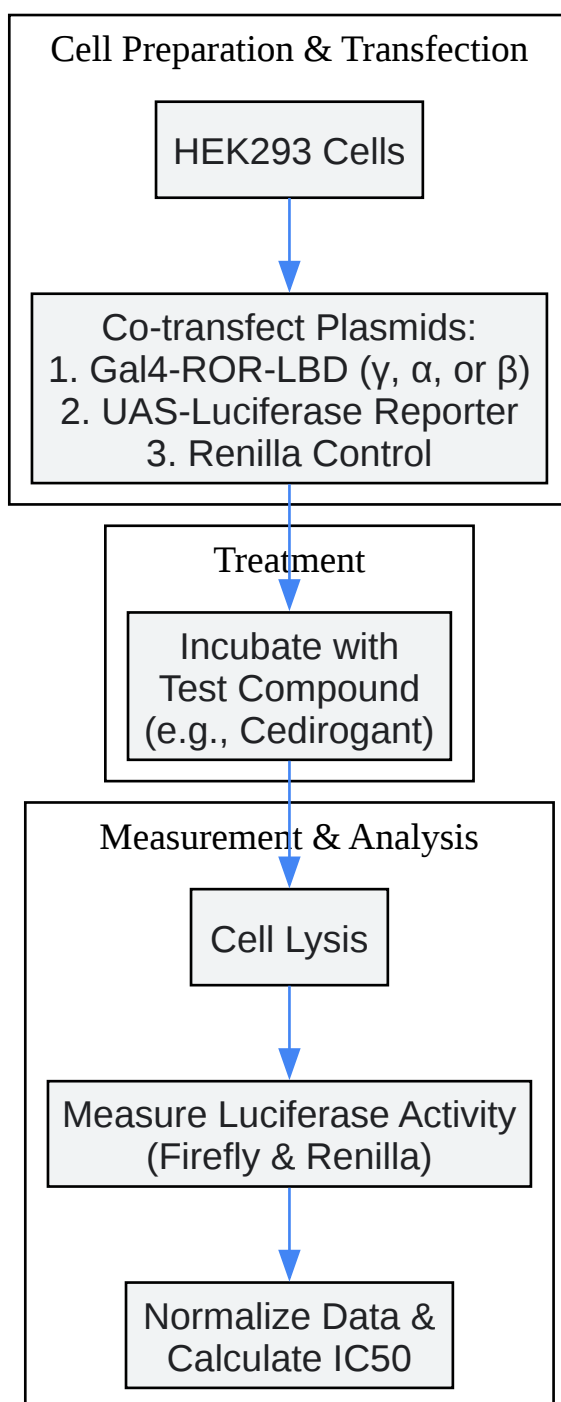 Cell Preparation & Transfection
HEK293 Cells
Co-transfect Plasmids:
1. Gal4-ROR-LBD (γ, α, or β)
2. UAS-Luciferase Reporter
3. Renilla Control
Treatment
Incubate with
Test Compound
(e.g., Cedirogant)
Measurement & Analysis
Cell Lysis
Measure Luciferase Activity
(Firefly & Renilla)
Normalize Data &
Calculate IC50